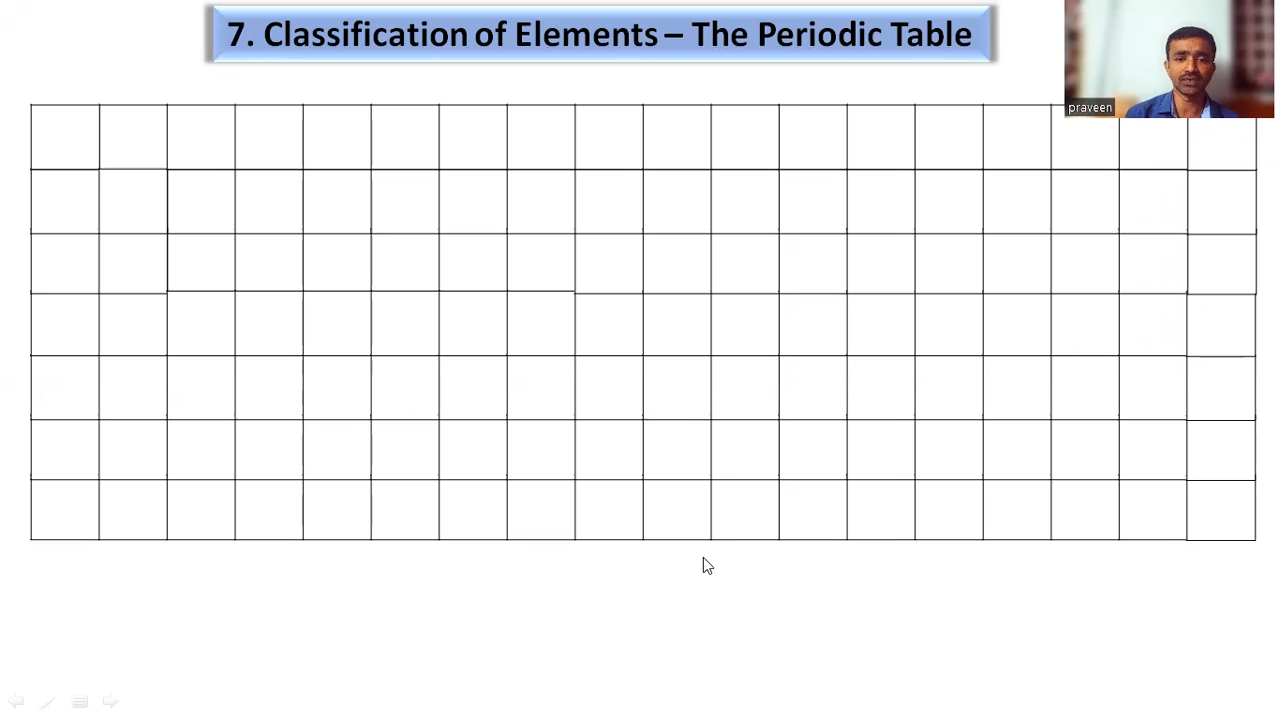 7. Classification of Elements – The Periodic Table
praveen